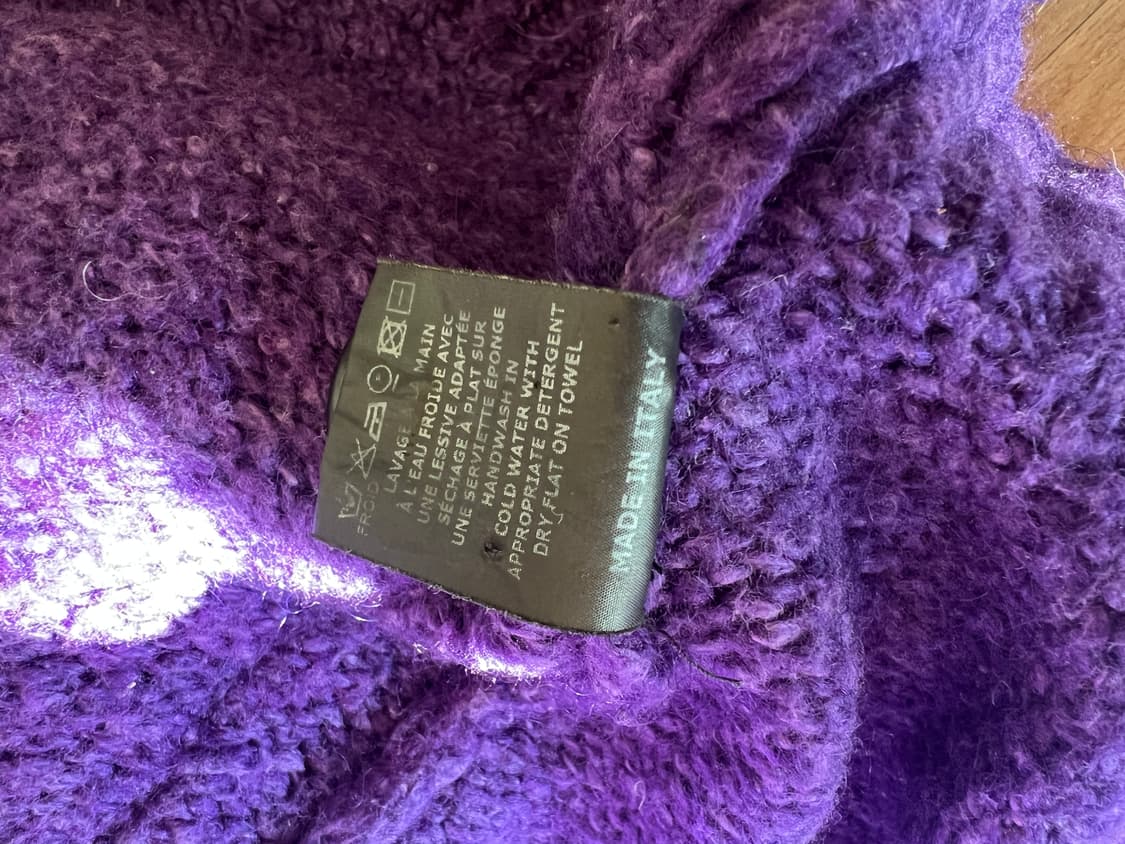 FROID
LAVAGE À LA MAIN
À L'EAU FROIDE AVEC
UNE LESSIVE ADAPTÉE
SÉCHAGE À PLAT SUR
UNE SERVIETTE ÉPONGE
HANDWASH IN
COLD WATER WITH
APPROPRIATE DETERGENT
DRY FLAT ON TOWEL
MADE IN ITALY